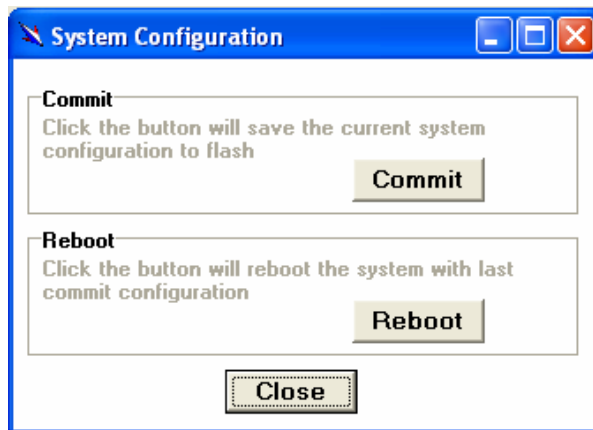 System Configuration
Commit
Click the button will save the current system
configuration to flash
Commit
Reboot
Click the button will reboot the system with last
commit configuration
Reboot
Close